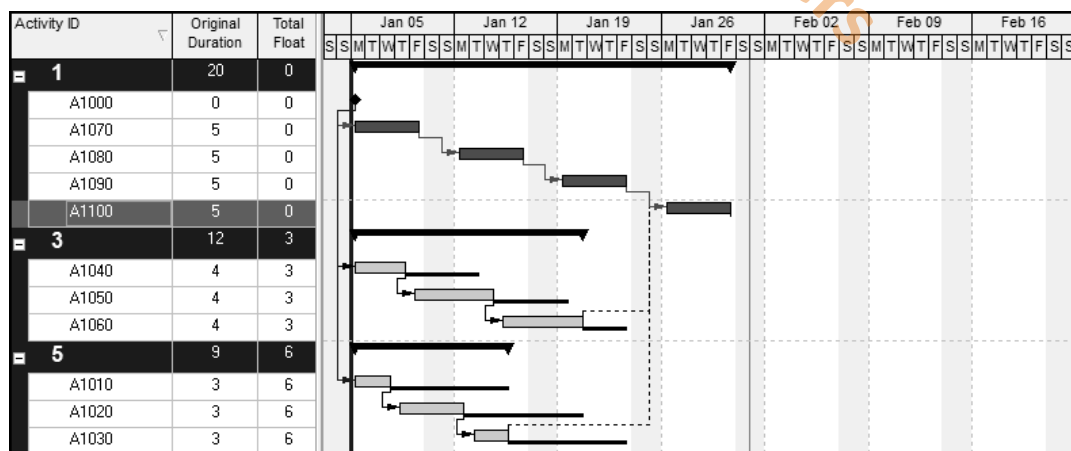 Activity ID Original Duration Total Float Jan 05 Jan 12 Jan 19 Jan 26 Feb 02 Feb 09 Feb 16
S S M T W T F S S M T W T F S S M T W T F S S M T W T F S S M T W T F S S M T W T F S S M T W T F S S
1 20 0
A1000 0 0
A1070 5 0
A1080 5 0
A1090 5 0
A1100 5 0
3 12 3
A1040 4 3
A1050 4 3
A1060 4 3
5 9 6
A1010 3 6
A1020 3 6
A1030 3 6